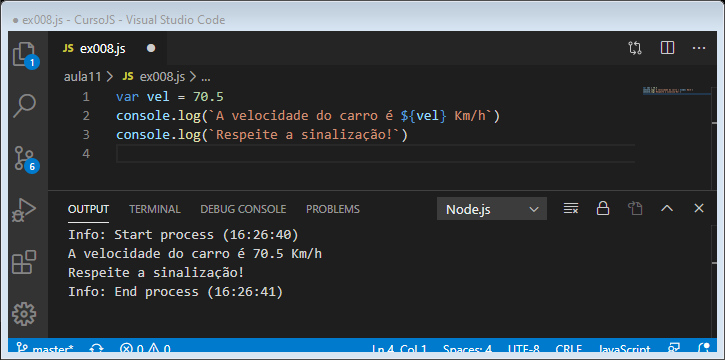 ● ex008.js - CursoJS - Visual Studio Code
JS ex008.js ●
aula11 > JS ex008.js > ...
1 var vel = 70.5
2 console.log(`A velocidade do carro é ${vel} Km/h`)
3 console.log(`Respeite a sinalização!`)
4
1
6
OUTPUT TERMINAL DEBUG CONSOLE PROBLEMS Node.js
Info: Start process (16:26:40)
A velocidade do carro é 70.5 Km/h
Respeite a sinalização!
Info: End process (16:26:41)
master* 0 0 Ln 4, Col 1 Spaces: 4 UTF-8 CRLF JavaScript